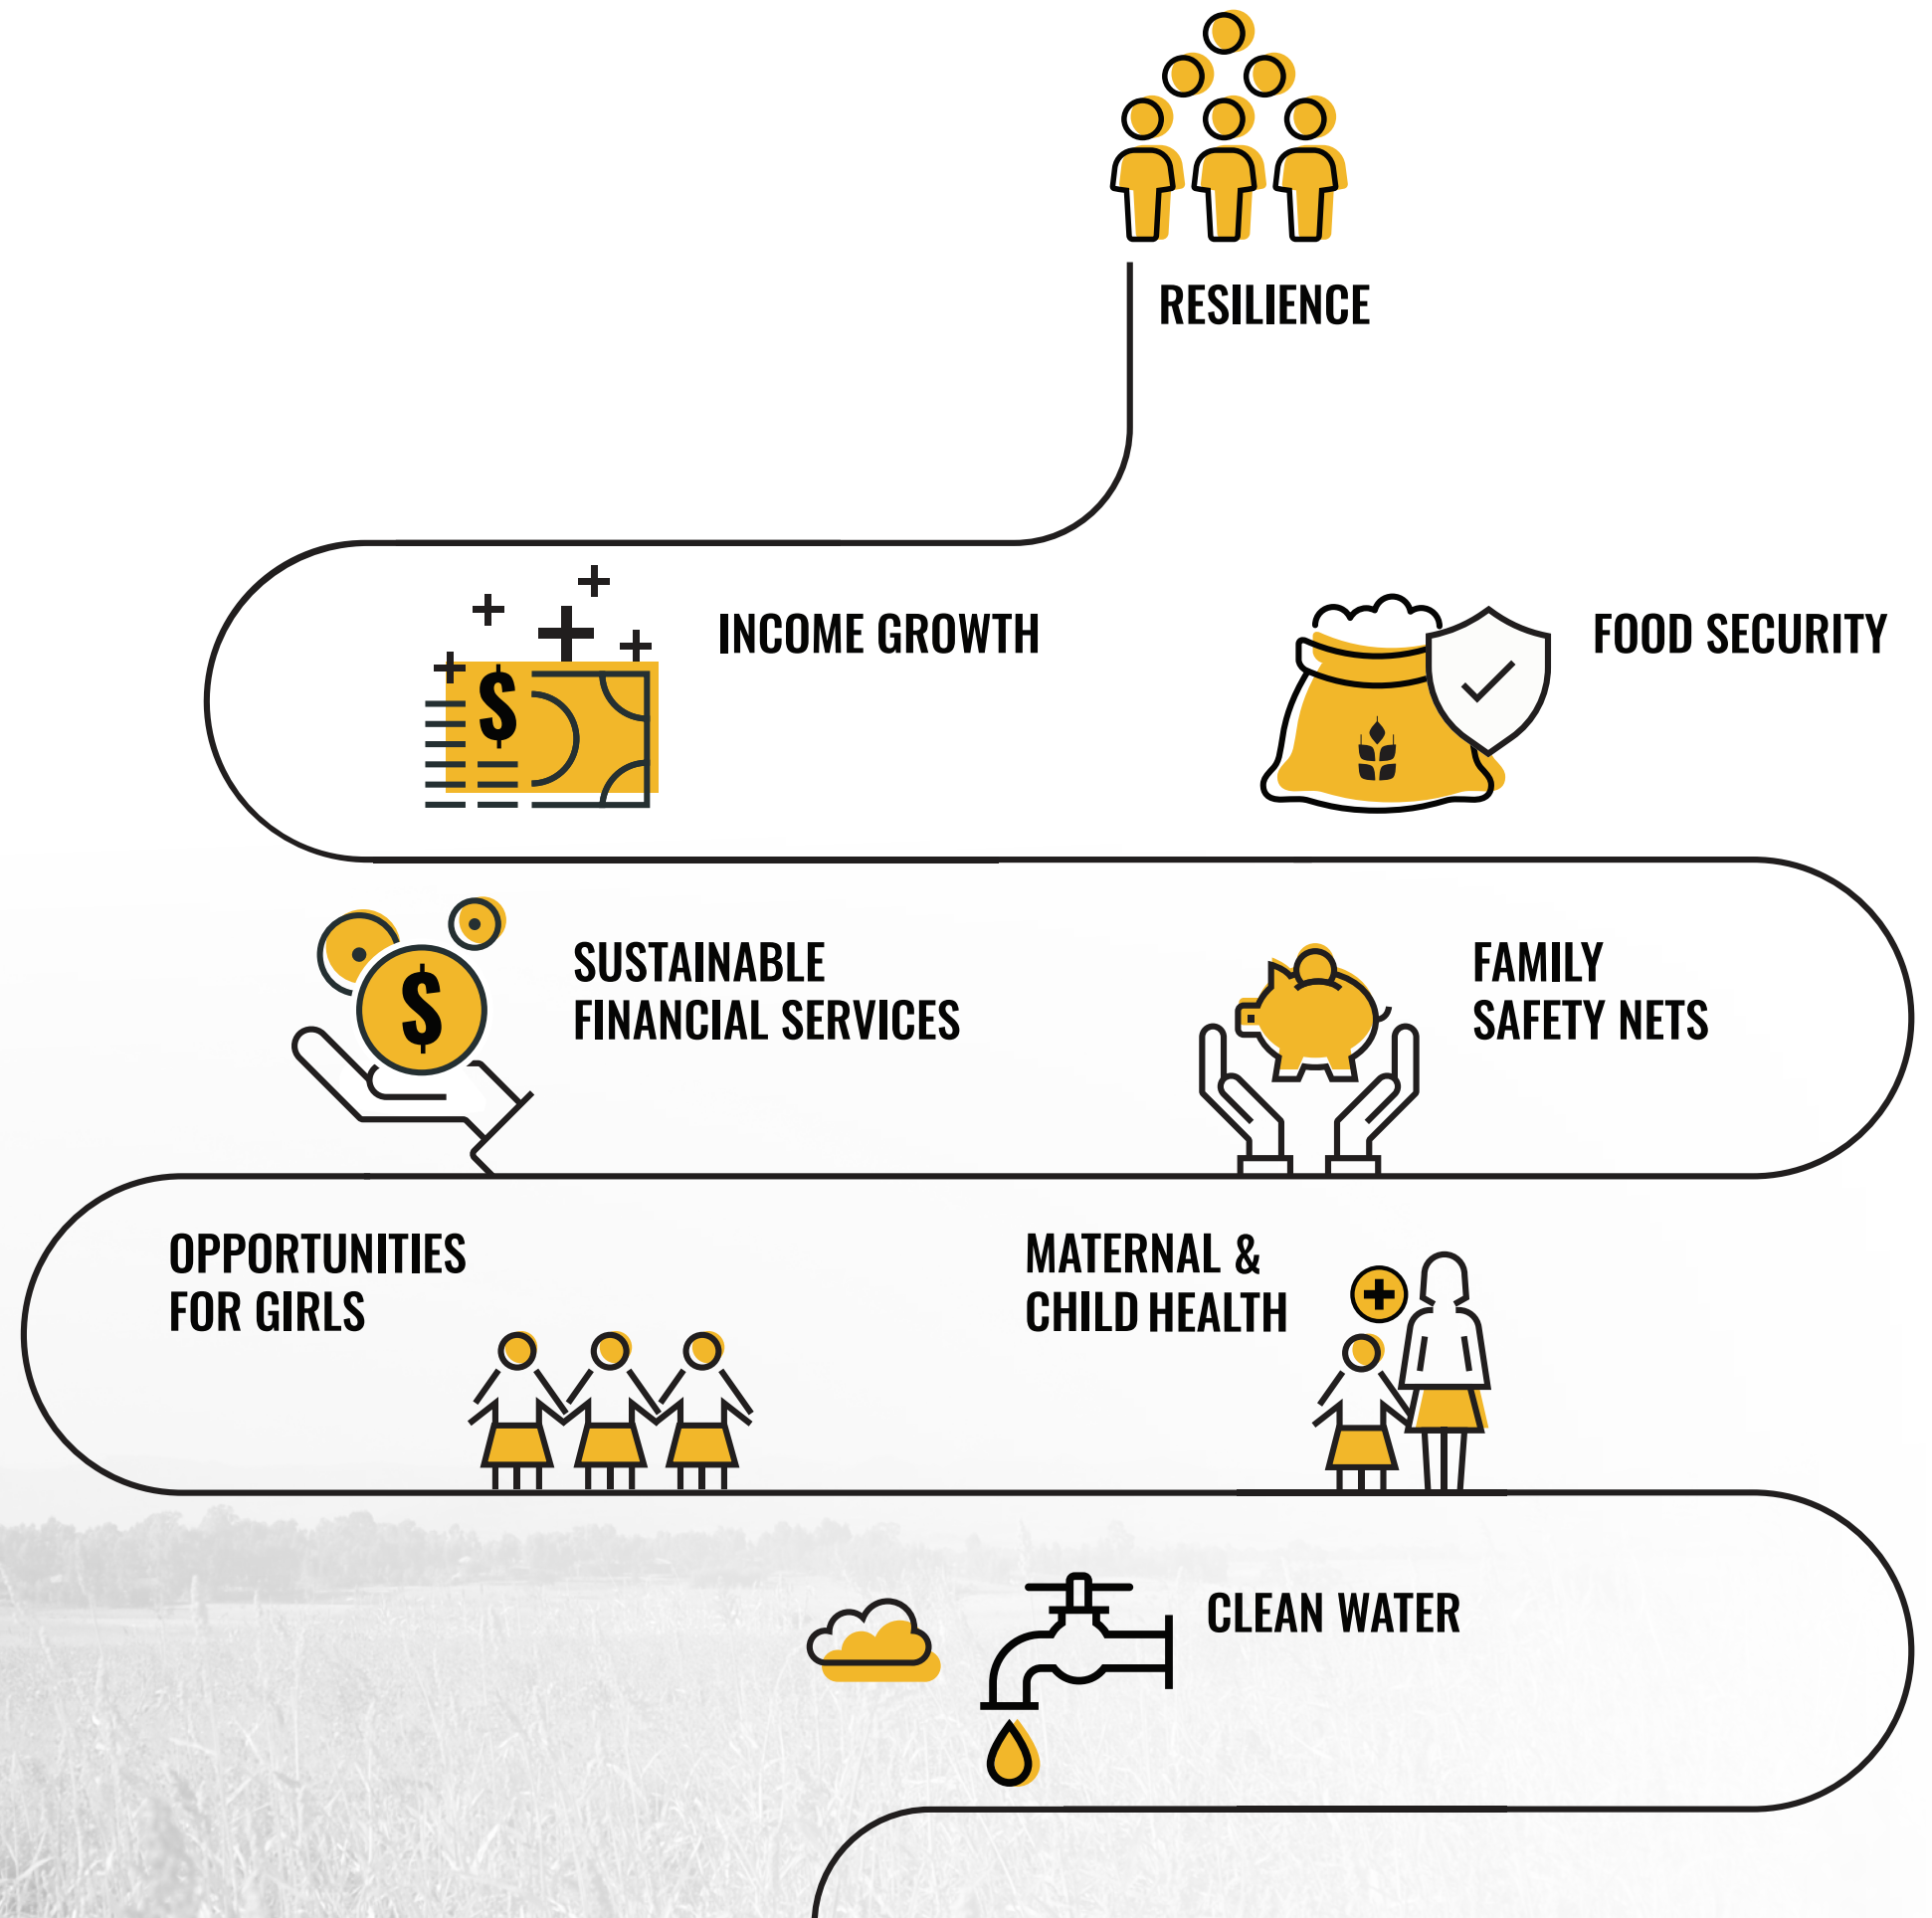 RESILIENCE
INCOME GROWTH
FOOD SECURITY
$
SUSTAINABLE
FINANCIAL SERVICES
$
FAMILY
SAFETY NETS
OPPORTUNITIES
FOR GIRLS
MATERNAL &
CHILD HEALTH
CLEAN WATER